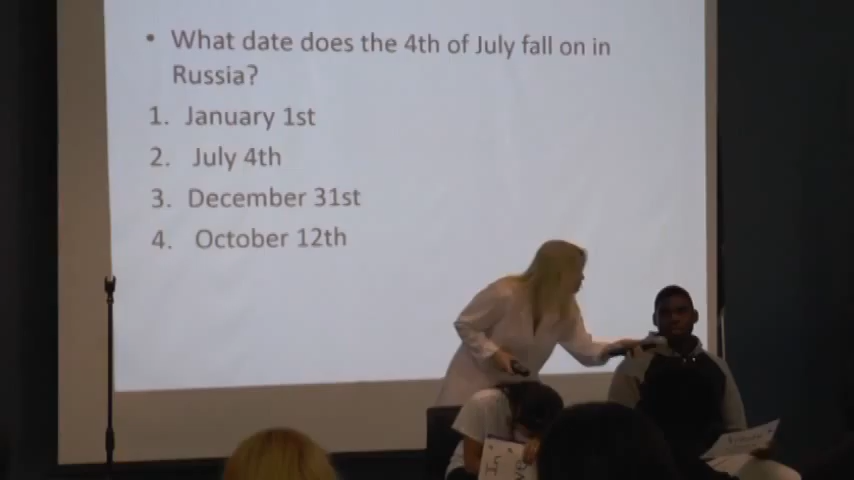 • What date does the 4th of July fall on in
Russia?
1. January 1st
2. July 4th
3. December 31st
4. October 12th
In